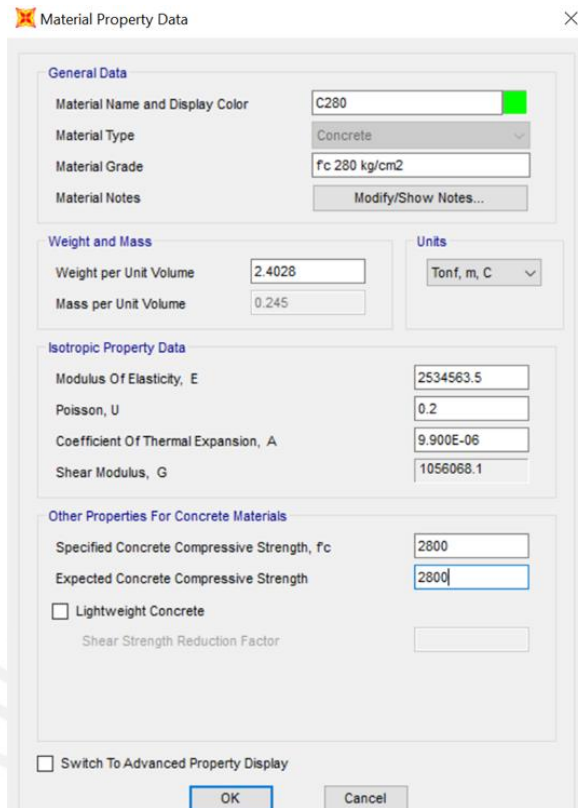 Material Property Data
General Data
Material Name and Display Color C280
Material Type Concrete
Material Grade f'c 280 kg/cm2
Material Notes Modify/Show Notes...
Weight and Mass Units
Weight per Unit Volume 2.4028 Tonf, m, C
Mass per Unit Volume 0.245
Isotropic Property Data
Modulus Of Elasticity, E 2534563.5
Poisson, U 0.2
Coefficient Of Thermal Expansion, A 9.900E-06
Shear Modulus, G 1056068.1
Other Properties For Concrete Materials
Specified Concrete Compressive Strength, f'c 2800
Expected Concrete Compressive Strength 2800
Lightweight Concrete
Shear Strength Reduction Factor
Switch To Advanced Property Display
OK Cancel